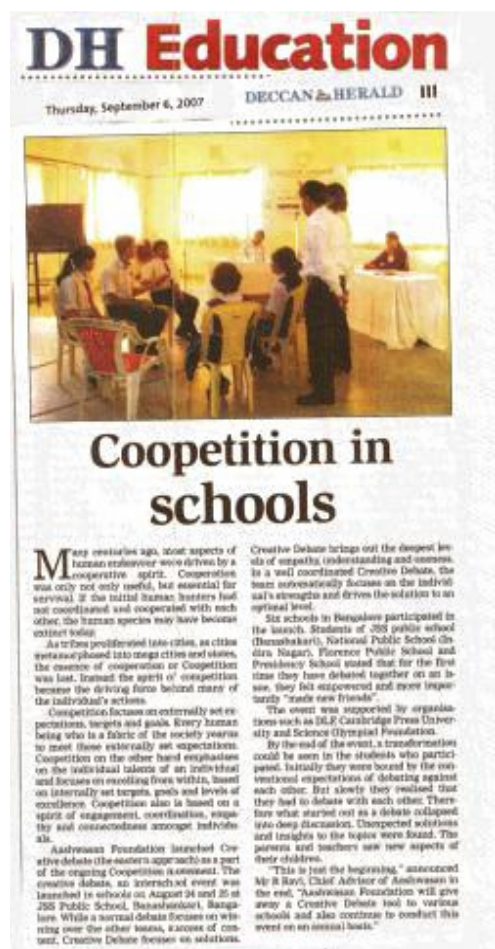 DH Education
Thursday, September 6, 2007
DECCAN HERALD III
Coopetition in
schools
Many centuries ago, most aspects of
human endeavour were driven by a
cooperative spirit. Cooperation
was only not only useful, but essential for
survival. If the initial human hunters had
not coordinated and cooperated with each
other, the human species may have become
extinct today.
As tribes proliferated into cities, as cities
metamorphosed into mega cities and states,
the essence of cooperation or Coopetition
was lost. Instead the spirit of competition
became the driving force behind many of
the individual's actions.
Competition focuses on externally set ex-
pectations, targets and goals. Every human
being who is a fabric of the society yearns
to meet these externally set expectations.
Coopetition on the other hand emphasises
on the individual talents of an individual
and focuses on excelling from within, based
on internally set targets, goals and levels of
excellence. Coopetition also is based on a
spirit of engagement, coordination, empa-
thy and connectedness amongst individu-
als.
Aashwasan Foundation launched Cre-
ative debate (the eastern approach) as a part
of the ongoing Coopetition movement. The
creative debate, an interschool event was
launched in schools on August 24 and 25 at
JSS Public School, Banashankari, Banga-
lore. While a normal debate focuses on win-
ning over the other teams, success of con-
tent, Creative Debate focuses on solutions.
Creative Debate brings out the deepest lev-
els of empathy, understanding and oneness.
In a well coordinated Creative Debate, the
team automatically focuses on the individ-
ual's strengths and drives the solution to an
optimal level.
Six schools in Bangalore participated in
the launch. Students of JSS public school
(Banashakari), National Public School (In-
dira Nagar), Florence Public School and
Presidency School stated that for the first
time they have debated together on an is-
sue, they felt empowered and more impor-
tantly "made new friends".
The event was supported by organisa-
tions such as DLF, Cambridge Press Univer-
sity and Science Olympiad Foundation.
By the end of the event, a transformation
could be seen in the students who partici-
pated. Initially they were bound by the con-
ventional expectations of debating against
each other. But slowly they realised that
they had to debate with each other. There-
fore what started out as a debate collapsed
into deep discussion. Unexpected solutions
and insights to the topics were found. The
parents and teachers saw new aspects of
their children.
"This is just the beginning," announced
Mr R Ravi, Chief Advisor of Aashwasan in
the end, "Aashwasan Foundation will give
away a Creative Debate tool to various
schools and also continue to conduct this
event on an annual basis."